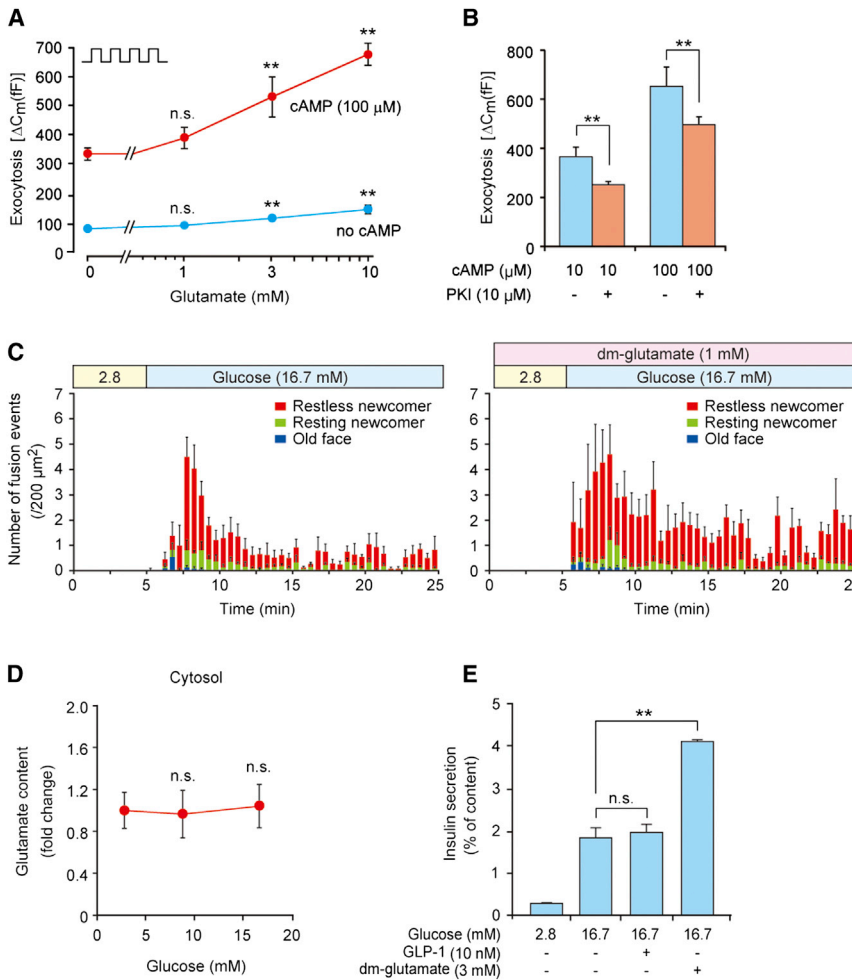 A
Exocytosis [ΔCm(fF)]
700
600
500
400
300
200
100
0
n.s.
**
**
cAMP (100 μM)
n.s.
**
**
no cAMP
0 1 3 10
Glutamate (mM)
B
Exocytosis [ΔCm(fF)]
800
600
400
200
800
**
**
cAMP (μM) 10 10 100 100
PKI (10 μM) - + - +
C
2.8 Glucose (16.7 mM)
Number of fusion events
(/200 μm²)
7
6
5
4
3
2
1
0
Restless newcomer
Resting newcomer
Old face
0 5 10 15 20 25
Time (min)
dm-glutamate (1 mM)
2.8 Glucose (16.7 mM)
7
6
5
4
3
2
1
0
Restless newcomer
Resting newcomer
Old face
0 5 10 15 20 25
Time (min)
D
Cytosol
Glutamate content
(fold change)
2.0
1.6
1.2
0.8
0.4
0
n.s.
n.s.
0 5 10 15 20
Glucose (mM)
E
Insulin secretion
(% of content)
5
4
3
2
1
0
**
n.s.
Glucose (mM) 2.8 16.7 16.7 16.7
GLP-1 (10 nM) - - + -
dm-glutamate (3 mM) - - - +